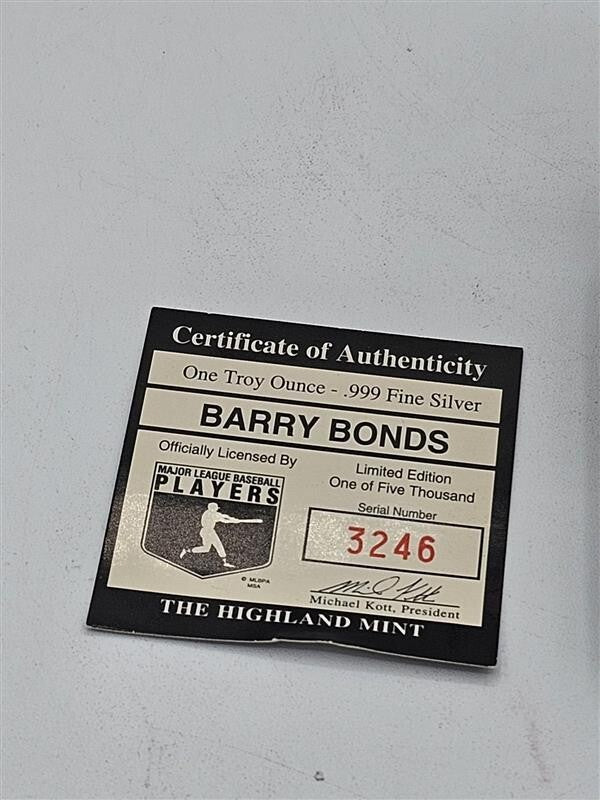 Certificate of Authenticity
One Troy Ounce - .999 Fine Silver
BARRY BONDS
Officially Licensed By
MAJOR LEAGUE BASEBALL
PLAYERS
© MLBPA
MSA
Limited Edition
One of Five Thousand
Serial Number
3246
Michael Kott, President
THE HIGHLAND MINT